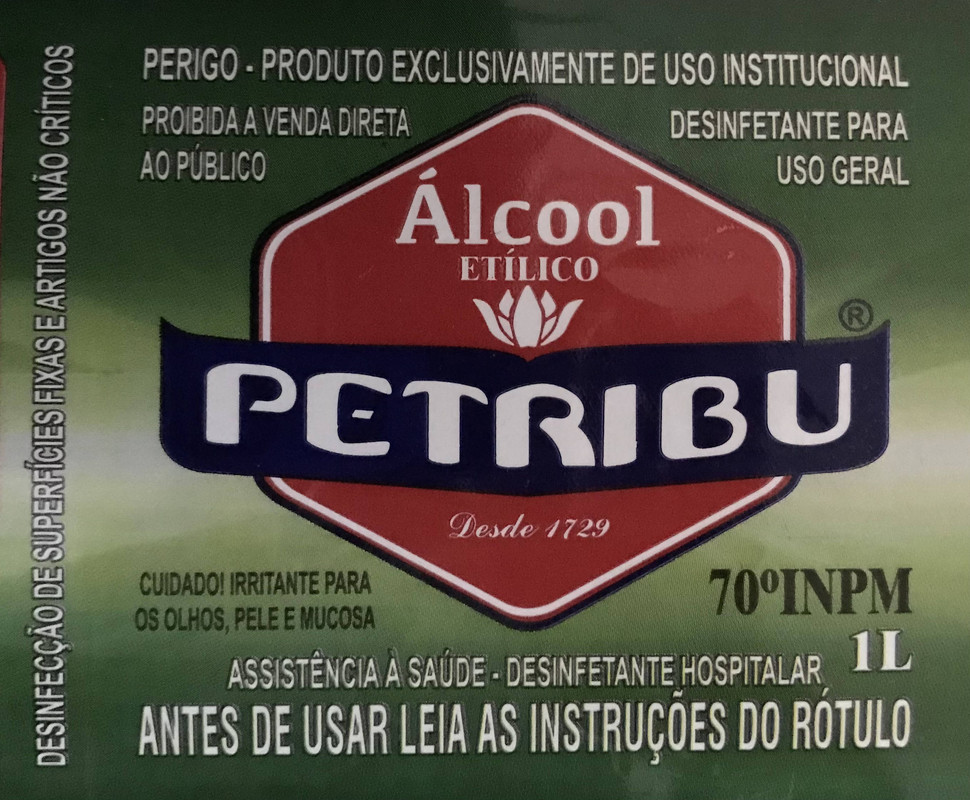 PERIGO - PRODUTO EXCLUSIVAMENTE DE USO INSTITUCIONAL
PROIBIDA A VENDA DIRETA
AO PÚBLICO
DESINFETANTE PARA
USO GERAL
Álcool
ETÍLICO
®
PETRIBU
Desde 1729
CUIDADO! IRRITANTE PARA
OS OLHOS, PELE E MUCOSA
70ºINPM
1L
ASSISTÊNCIA À SAÚDE - DESINFETANTE HOSPITALAR
ANTES DE USAR LEIA AS INSTRUÇÕES DO RÓTULO
DESINFECÇÃO DE SUPERFÍCIES FIXAS E ARTIGOS NÃO CRÍTICOS